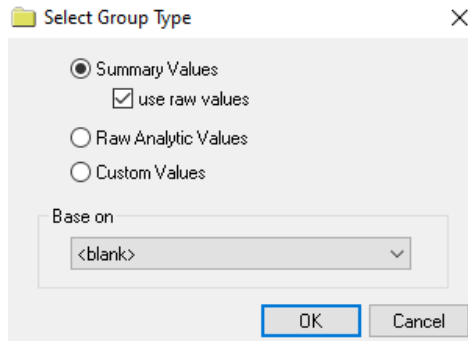 Select Group Type
Summary Values
use raw values
Raw Analytic Values
Custom Values
Base on
<blank>
OK Cancel